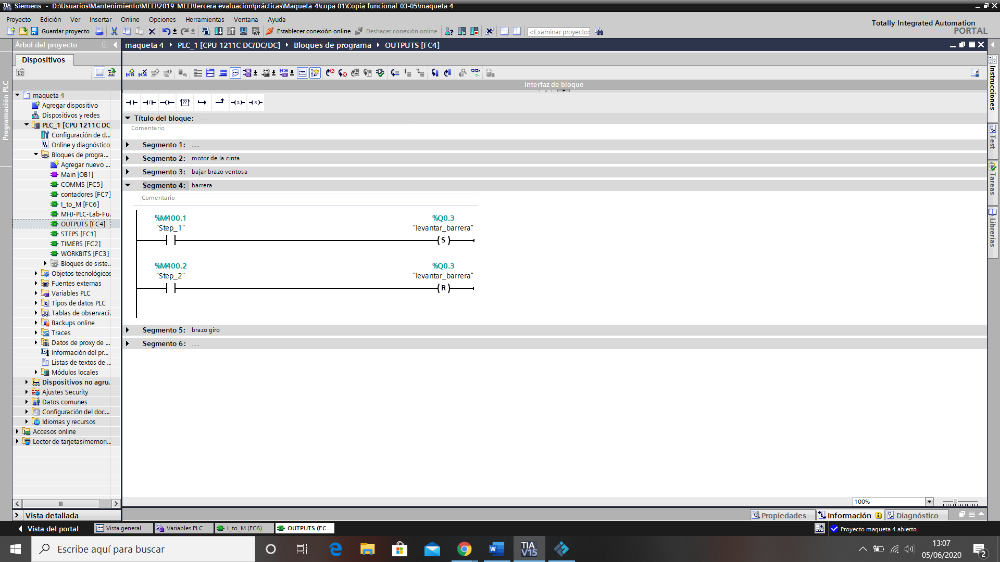 Siemens - D:\Usuarios\Mantenimiento\MEEI\2019 MEEI\tercera evaluacion\prácticas\Maqueta 4\copa 01\Copia funcional 03-05\maqueta 4
Proyecto Edición Ver Insertar Online Opciones Herramientas Ventana Ayuda
Totally Integrated Automation
PORTAL
Guardar proyecto
Establecer conexión online
Deshacer conexión online
<Examinar proyecto>
Árbol del proyecto
maqueta 4 PLC_1 [CPU 1211C DC/DC/DC] Bloques de programa OUTPUTS [FC4]
Dispositivos
Programación PLC
maqueta 4
Agregar dispositivo
Dispositivos y redes
PLC_1 [CPU 1211C DC
Configuración de d...
Online y diagnóstico
Bloques de progra...
Agregar nuevo ...
Main [OB1]
COMMS [FC5]
contadores [FC7]
I_to_M [FC6]
MHJ-PLC-Lab-Fu.
OUTPUTS [FC4]
STEPS [FC1]
TIMERS [FC2]
WORKBITS [FC3]
Bloques de siste..
Objetos tecnológicos
Fuentes externas
Variables PLC
Tipos de datos PLC
Tablas de observaci.
Backups online
Traces
Datos de proxy de ...
Información del pr...
Listas de textos de ..
Módulos locales
Dispositivos no agru.
Ajustes Security
Datos comunes
Configuración del doc...
Idiomas y recursos
Accesos online
Lector de tarjetas/memori...
Vista detallada
Interfaz de bloque
Título del bloque: .....
Comentario
Segmento 1: .....
Segmento 2: motor de la cinta
Segmento 3: bajar brazo ventosa
Segmento 4: barrera
Comentario
%M400.1 %Q0.3
"Step_1" "levantar_barrera"
S
%M400.2 %Q0.3
"Step_2" "levantar_barrera"
R
Segmento 5: brazo giro
Segmento 6: .....
100%
Instrucciones
Test
Tareas
Librerías
Propiedades Información Diagnóstico
Vista del portal Vista general Variables PLC I_to_M (FC6) OUTPUTS (FC...
Proyecto maqueta 4 abierto.
Escribe aquí para buscar
TIA V15
13:07
05/06/2020
2